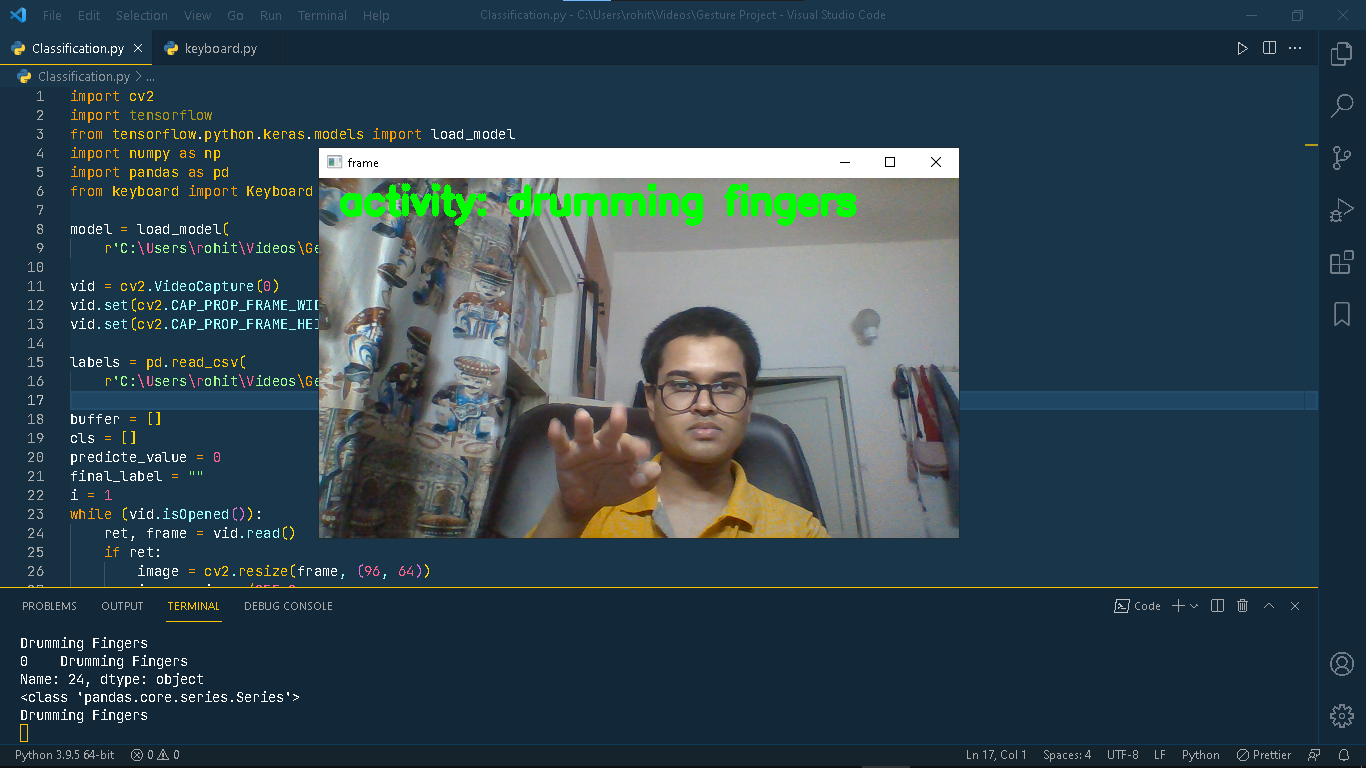 File Edit Selection View Go Run Terminal Help
Classification.py - C:\Users\rohit\Videos\Gesture Project - Visual Studio Code
Classification.py keyboard.py
Classification.py > ...
1 import cv2
2 import tensorflow
3 from tensorflow.python.keras.models import load_model
4 import numpy as np
5 import pandas as pd
6 from keyboard import Keyboard
7
8 model = load_model(
9 r'C:\Users\rohit\Videos\Ge
10
11 vid = cv2.VideoCapture(0)
12 vid.set(cv2.CAP_PROP_FRAME_WID
13 vid.set(cv2.CAP_PROP_FRAME_HEI
14
15 labels = pd.read_csv(
16 r'C:\Users\rohit\Videos\Ge
17
18 buffer = []
19 cls = []
20 predicte_value = 0
21 final_label = ""
22 i = 1
23 while (vid.isOpened()):
24 ret, frame = vid.read()
25 if ret:
26 image = cv2.resize(frame, (96, 64))
frame
activity: drumming fingers
PROBLEMS OUTPUT TERMINAL DEBUG CONSOLE
Code
Drumming Fingers
0 Drumming Fingers
Name: 24, dtype: object
<class 'pandas.core.series.Series'>
Drumming Fingers
Python 3.9.5 64-bit 0 0
Ln 17, Col 1 Spaces: 4 UTF-8 LF Python Prettier